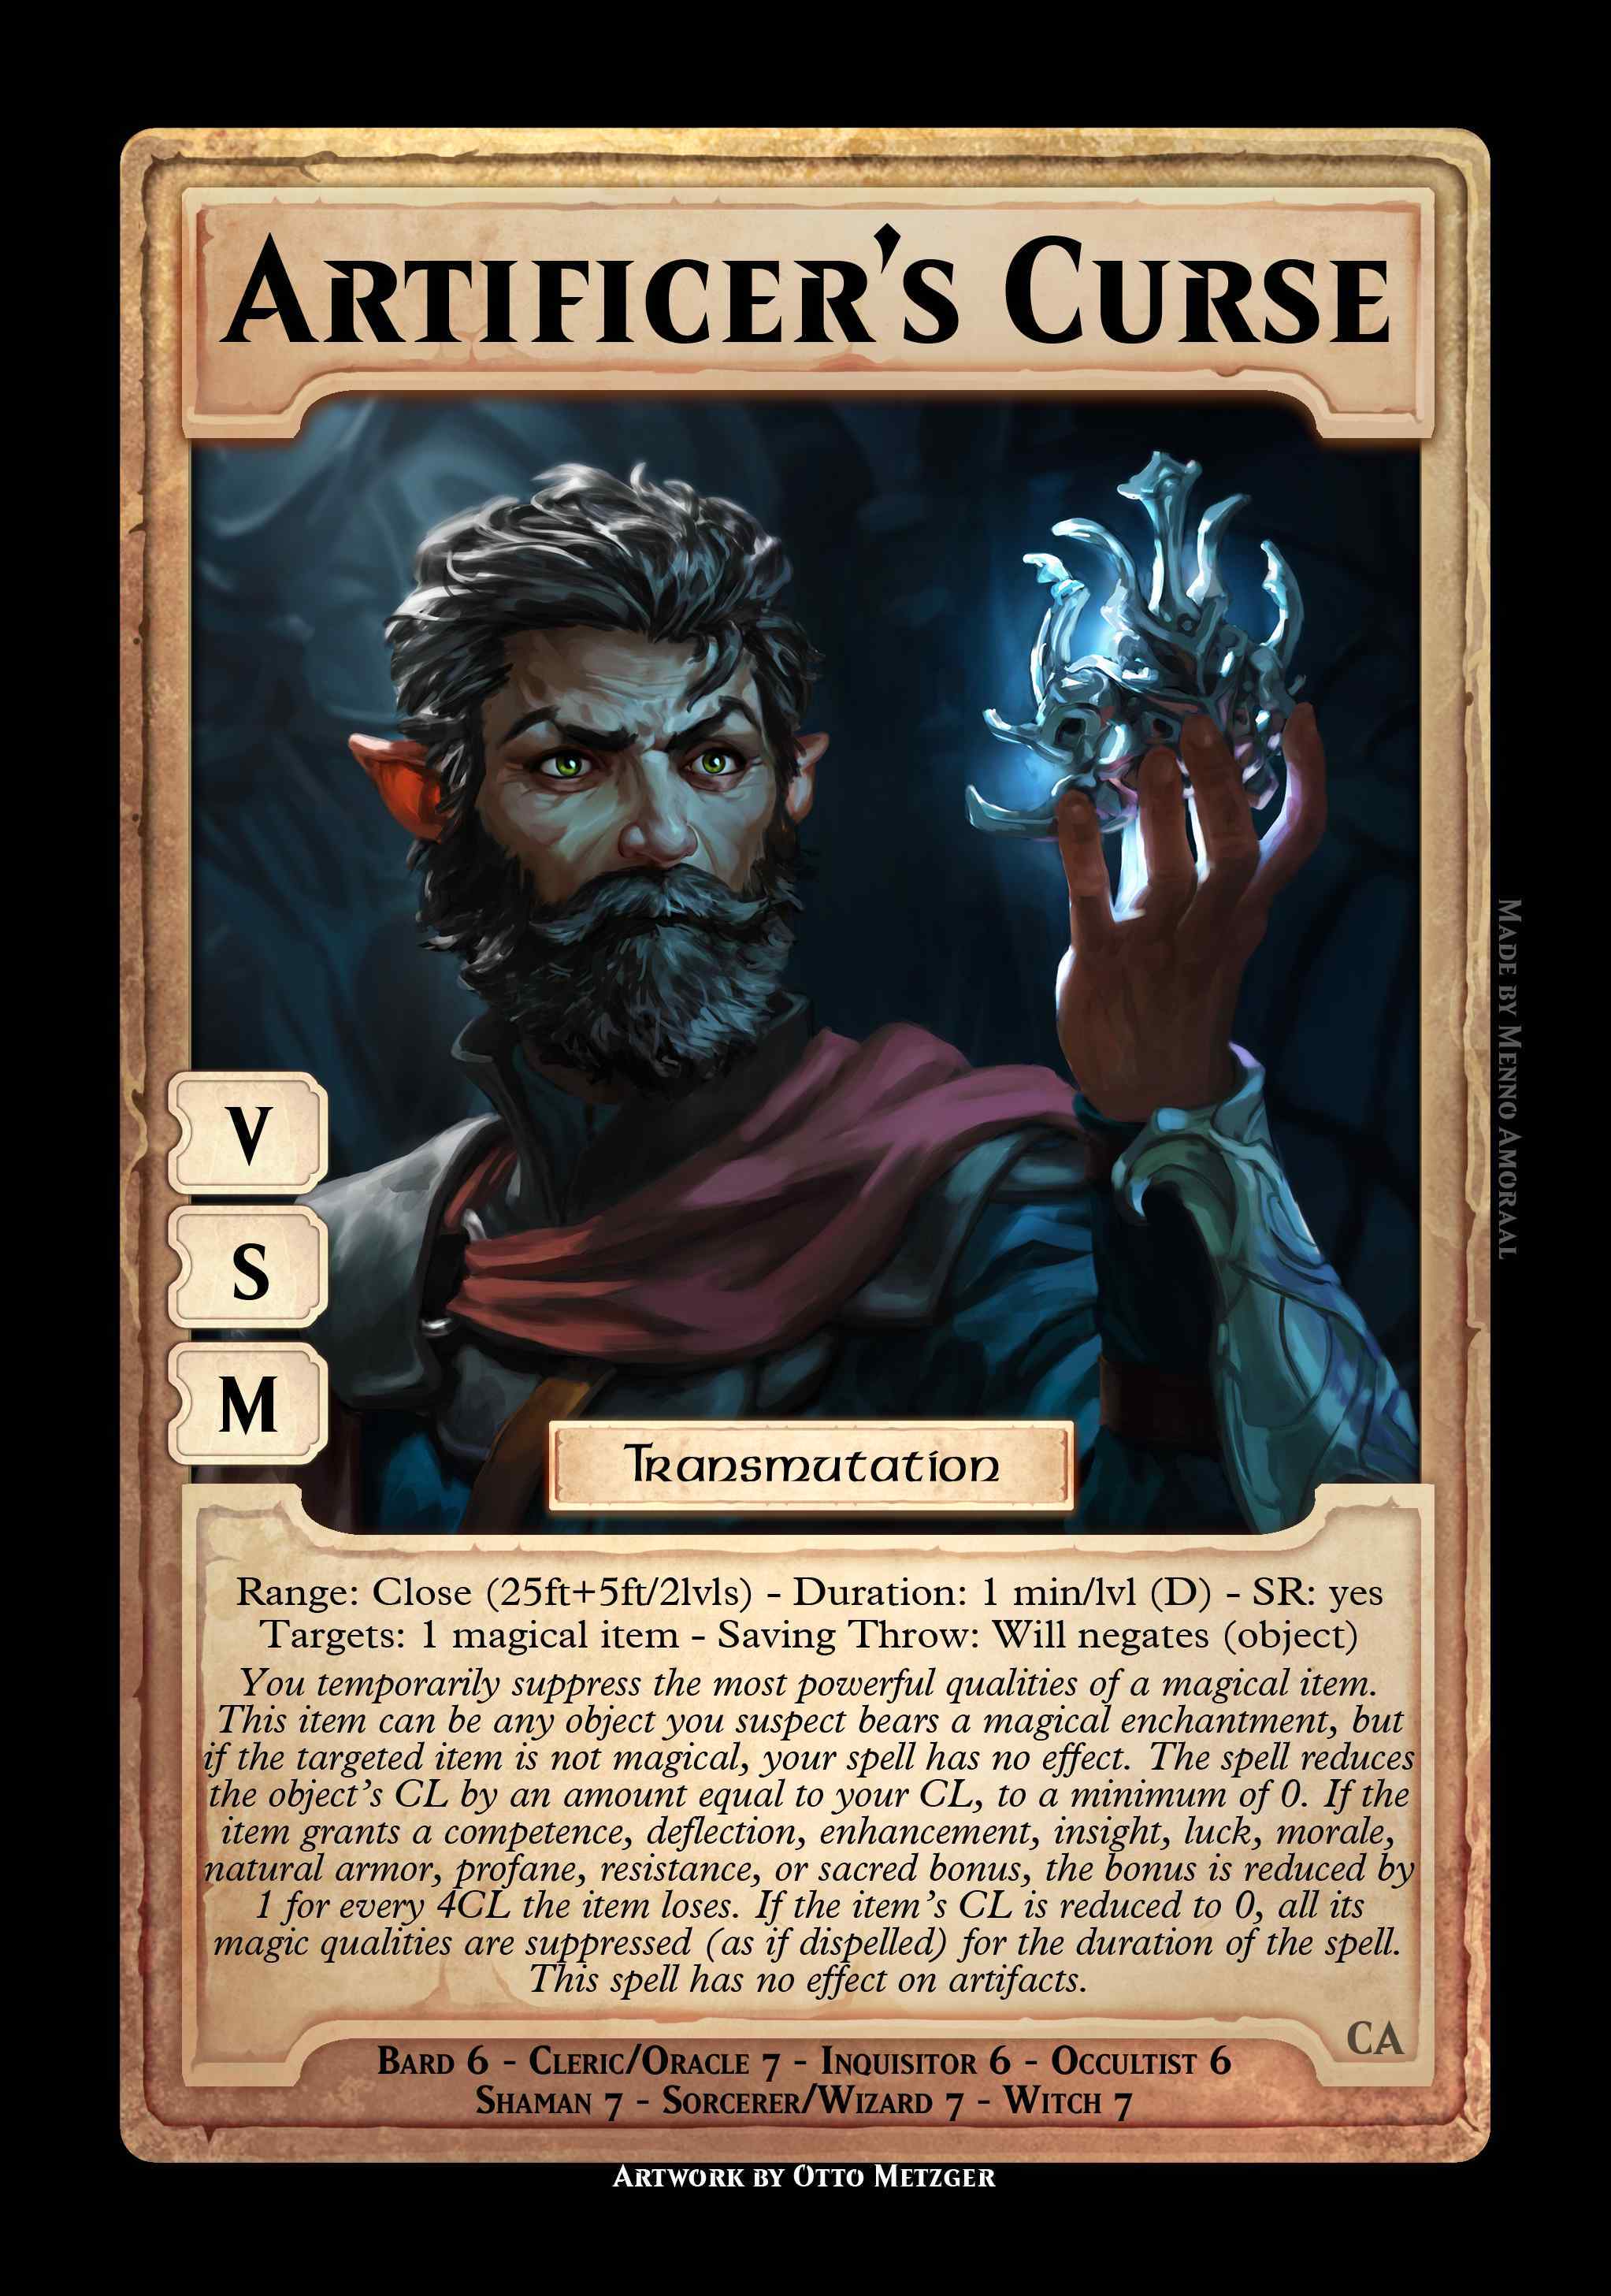 Artificer's Curse
V
S
M
Transmutation
Range: Close (25ft+5ft/2lvls) - Duration: 1 min/lvl (D) - SR: yes
Targets: 1 magical item - Saving Throw: Will negates (object)
You temporarily suppress the most powerful qualities of a magical item.
This item can be any object you suspect bears a magical enchantment, but
if the targeted item is not magical, your spell has no effect. The spell reduces
the object's CL by an amount equal to your CL, to a minimum of 0. If the
item grants a competence, deflection, enhancement, insight, luck, morale,
natural armor, profane, resistance, or sacred bonus, the bonus is reduced by
1 for every 4CL the item loses. If the item's CL is reduced to 0, all its
magic qualities are suppressed (as if dispelled) for the duration of the spell.
This spell has no effect on artifacts.
CA
Bard 6 - Cleric/Oracle 7 - Inquisitor 6 - Occultist 6
Shaman 7 - Sorcerer/Wizard 7 - Witch 7
Artwork by Otto Metzger
Made by Menno Amoraal